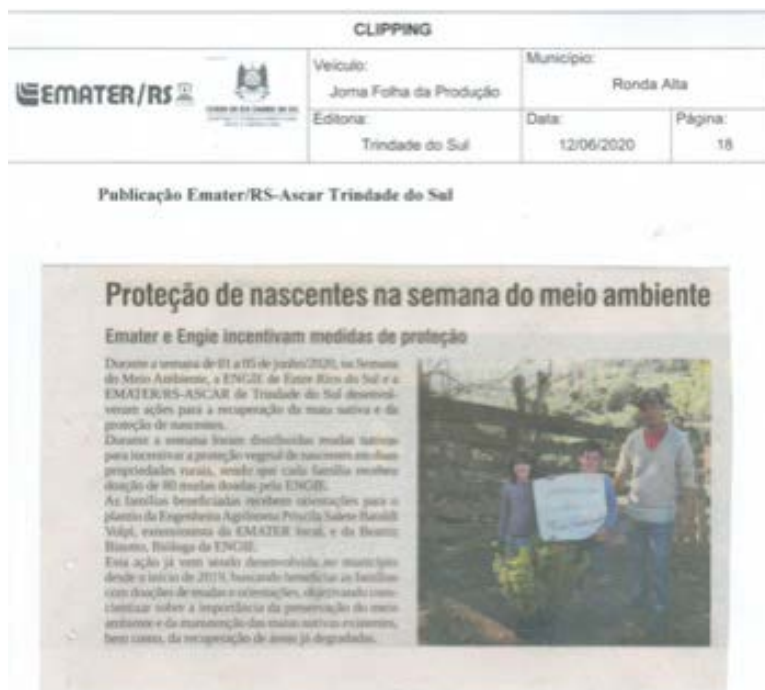 CLIPPING
EMATER/RS
Veículo:
Jorna Folha da Produção
Município:
Ronda Alta
Editoria:
Trindade do Sul
Data:
12/06/2020
Página:
18
Publicação Emater/RS-Ascar Trindade do Sul
Proteção de nascentes na semana do meio ambiente
Emater e Engie incentivam medidas de proteção
Durante a semana de 01 a 05 de junho/2020, na Semana
do Meio Ambiente, a ENGIE de Entre Rios do Sul e a
EMATER/RS-ASCAR de Trindade do Sul desenvol-
veram ações para a recuperação da mata nativa e da
proteção de nascentes.
Durante a semana foram distribuídas mudas nativas
para incentivar a proteção vegetal de nascentes em duas
propriedades rurais, sendo que cada família recebeu
doação de 80 mudas doadas pela ENGIE.
As famílias beneficiadas recebem orientações para o
plantio da Engenheira Agrônoma Priscila Salete
Volpi, extensionista da EMATER local, e da Beatriz
Bióloga da ENGIE.
Esta ação já vem sendo desenvolvida no município
desde o início de 2019, buscando beneficiar as famílias
com doações de mudas e orientações, objetivando cons-
cientizar sobre a importância da preservação do meio
ambiente e da manutenção das matas nativas existentes,
bem como, da recuperação de áreas já degradadas.